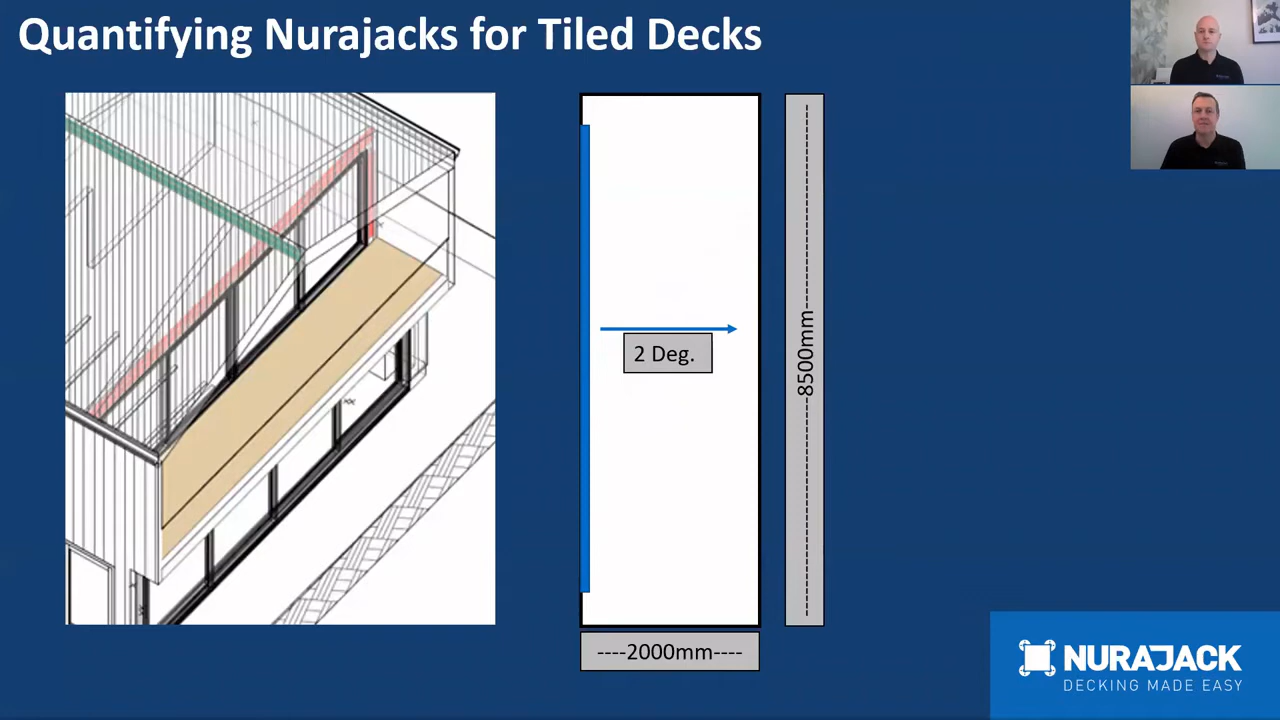 Quantifying Nurajacks for Tiled Decks
2 Deg.
8500mm
----2000mm----
NURAJACK
DECKING MADE EASY